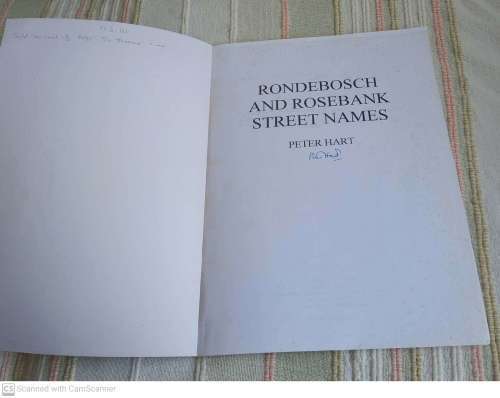 RONDEBOSCH
AND ROSEBANK
STREET NAMES
PETER HART
CS Scanned with CamScanner